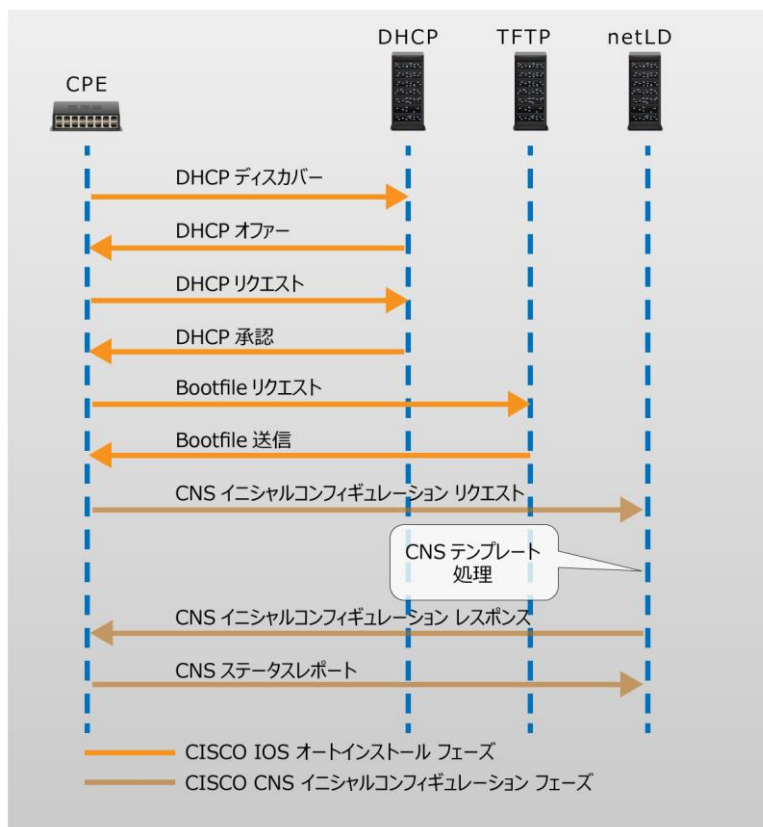 DHCP
TFTP
netLD
CPE
DHCP ディスカバー
DHCP オファー
DHCP リクエスト
DHCP 承認
Bootfile リクエスト
Bootfile 送信
CNS イニシャルコンフィギュレーション リクエスト
CNS テンプレート
処理
CNS イニシャルコンフィギュレーション レスポンス
CNS ステータスレポート
CISCO IOS オートインストール フェーズ
CISCO CNS イニシャルコンフィギュレーション フェーズ